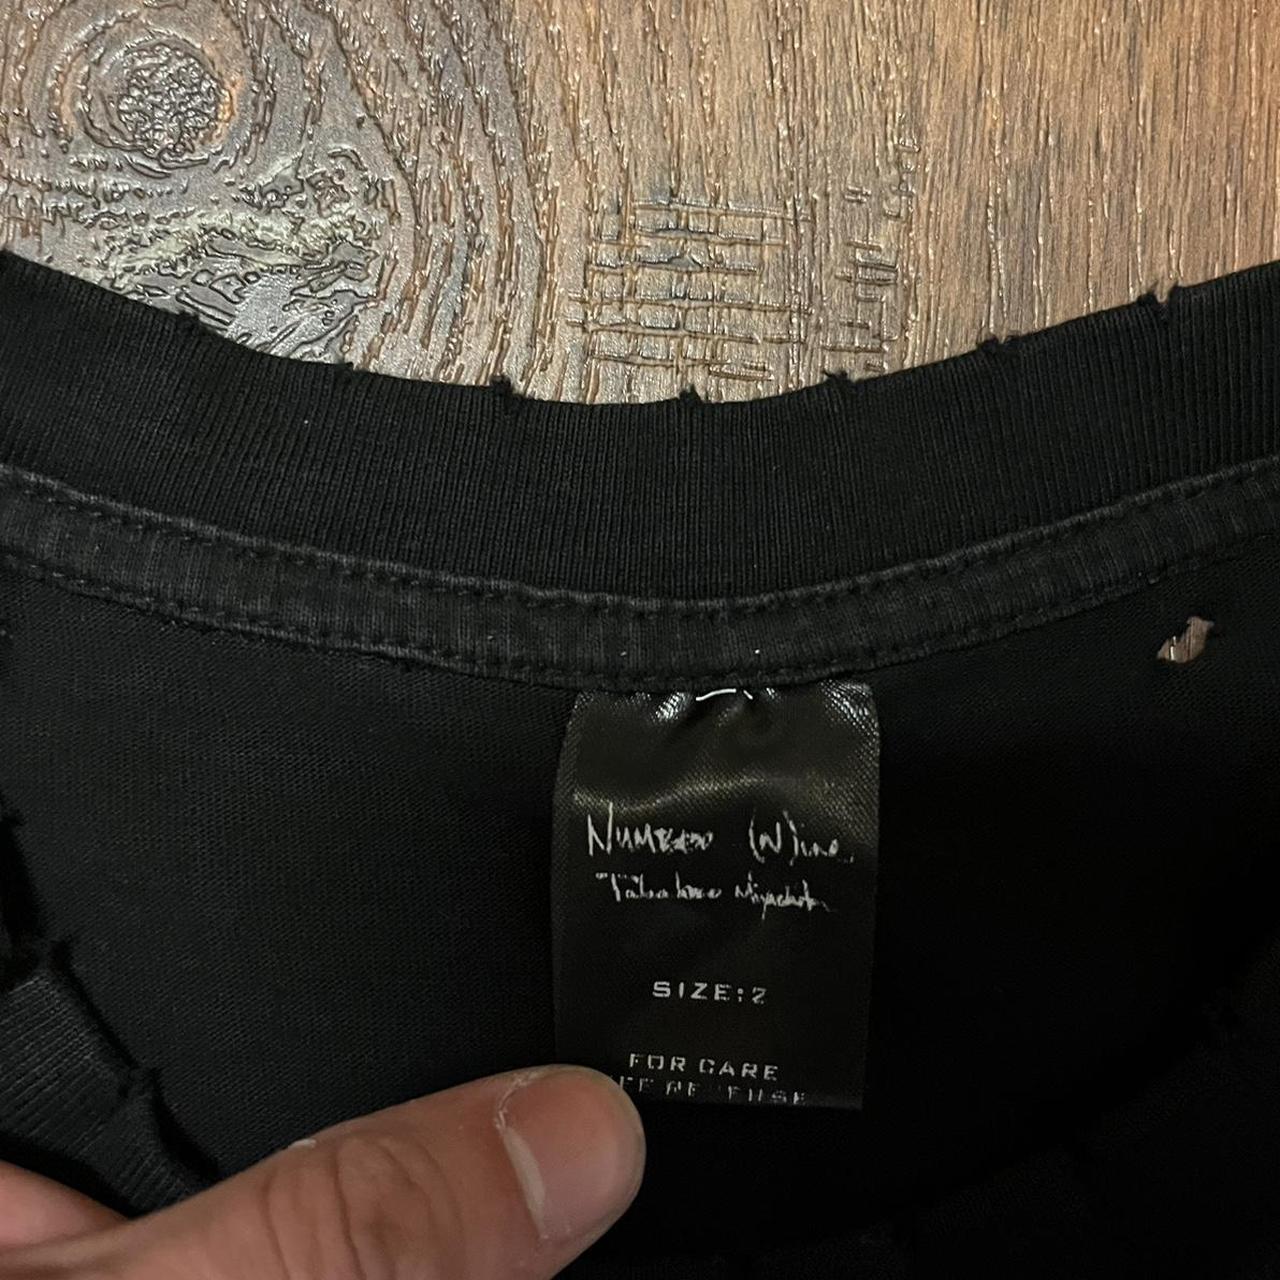 Number (N)ine
Takahiro Miyashita
SIZE:2
FOR CARE